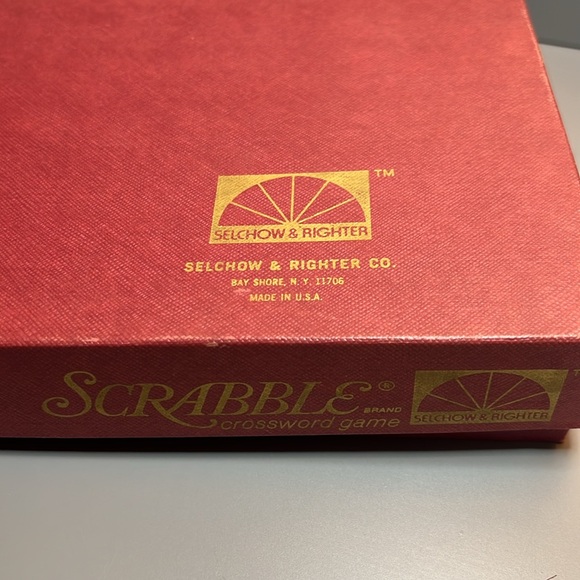 TM
SELCHOW & RIGHTER
SELCHOW & RIGHTER CO.
BAY SHORE, N. Y. 11706
MADE IN U.S.A.
SCRABBLE®
BRAND
crossword game
SELCHOW & RIGHTER